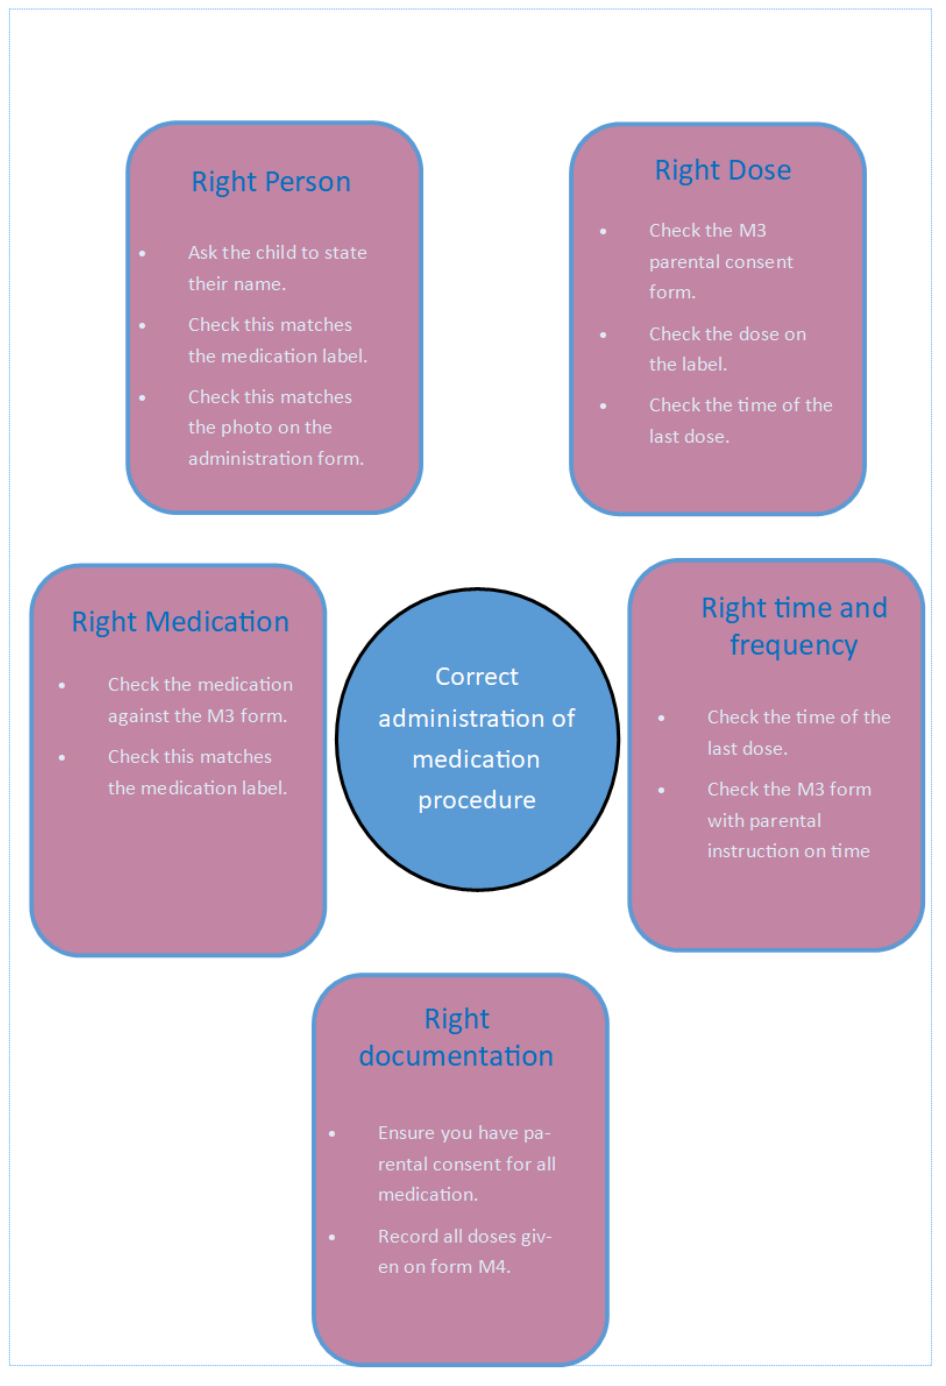 Right Person
• Ask the child to state
their name.
• Check this matches
the medication label.
• Check this matches
the photo on the
administration form.
Right Dose
• Check the M3
parental consent
form.
• Check the dose on
the label.
• Check the time of the
last dose.
Right Medication
• Check the medication
against the M3 form.
• Check this matches
the medication label.
Correct
administration of
medication
procedure
Right time and
frequency
• Check the time of the
last dose.
• Check the M3 form
with parental
instruction on time
Right
documentation
• Ensure you have pa-
rental consent for all
medication.
• Record all doses giv-
en on form M4.